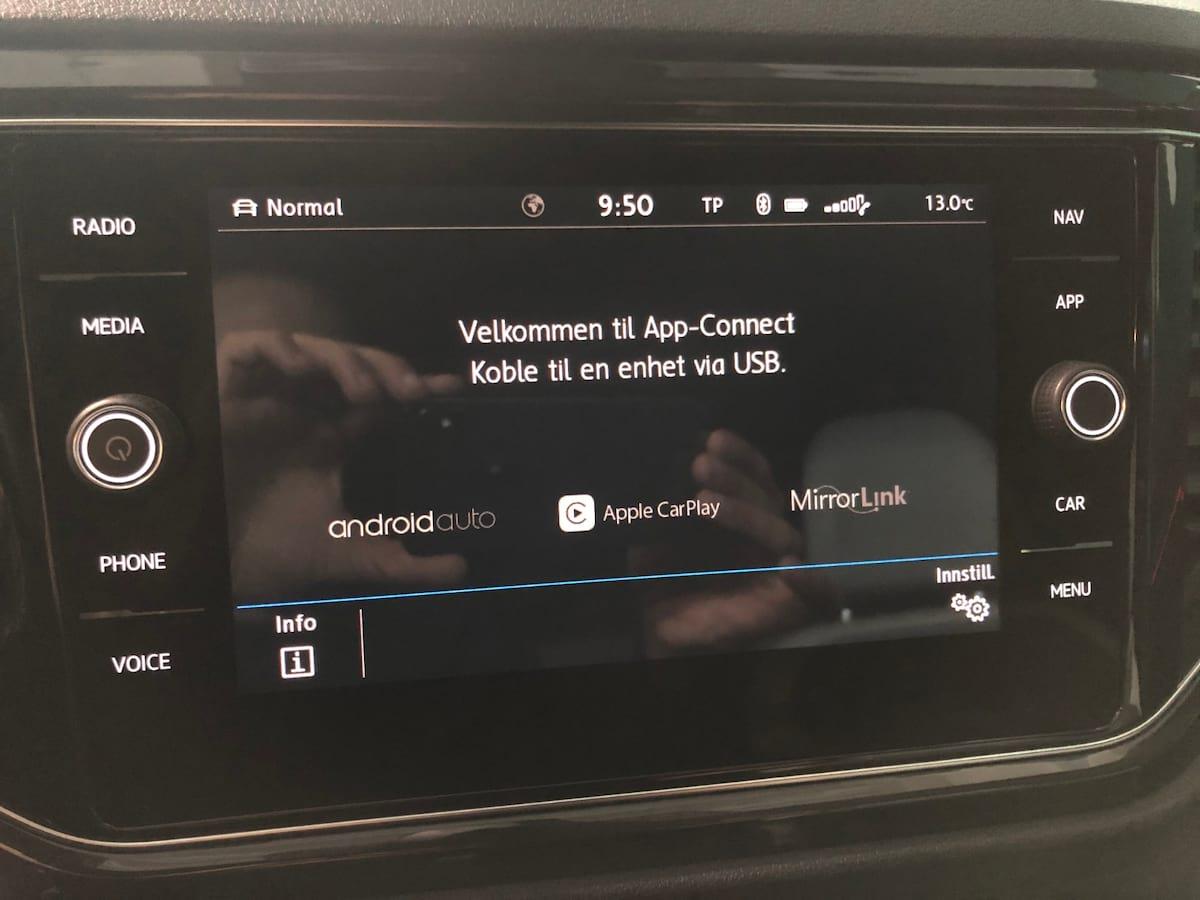 RADIO
MEDIA
PHONE
VOICE
Normal 9:50 TP 13.0°C
Velkommen til App-Connect
Koble til en enhet via USB.
androidauto Apple CarPlay MirrorLink
Info
Innstill.
NAV
APP
CAR
MENU